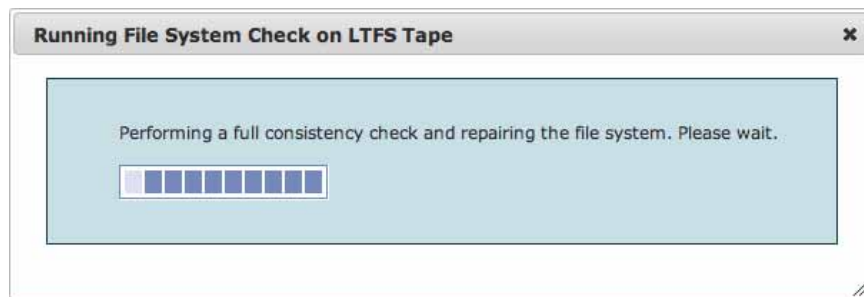 Running File System Check on LTFS Tape
Performing a full consistency check and repairing the file system. Please wait.